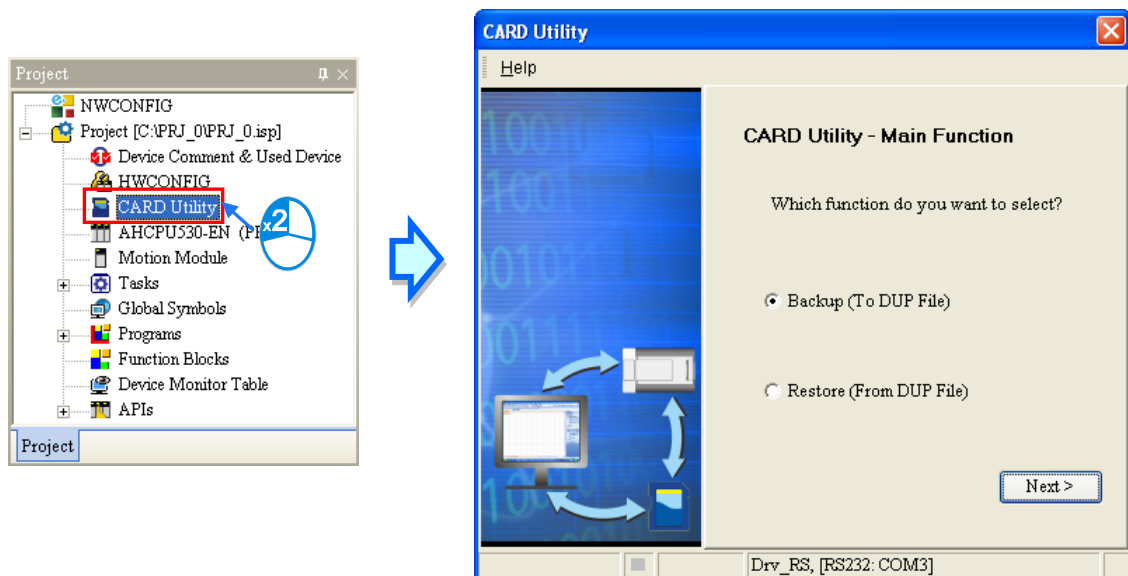 Project
NWCONFIG
Project [C:\PRJ_0\PRJ_0.isp]
Device Comment & Used Device
HWCONFIG
CARD Utility
x2
AHCPU530-EN (PL
Motion Module
Tasks
Global Symbols
Programs
Function Blocks
Device Monitor Table
APIs
Project
CARD Utility
Help
CARD Utility - Main Function
Which function do you want to select?
Backup (To DUP File)
Restore (From DUP File)
Next >
Drv_RS, [RS232: COM3]